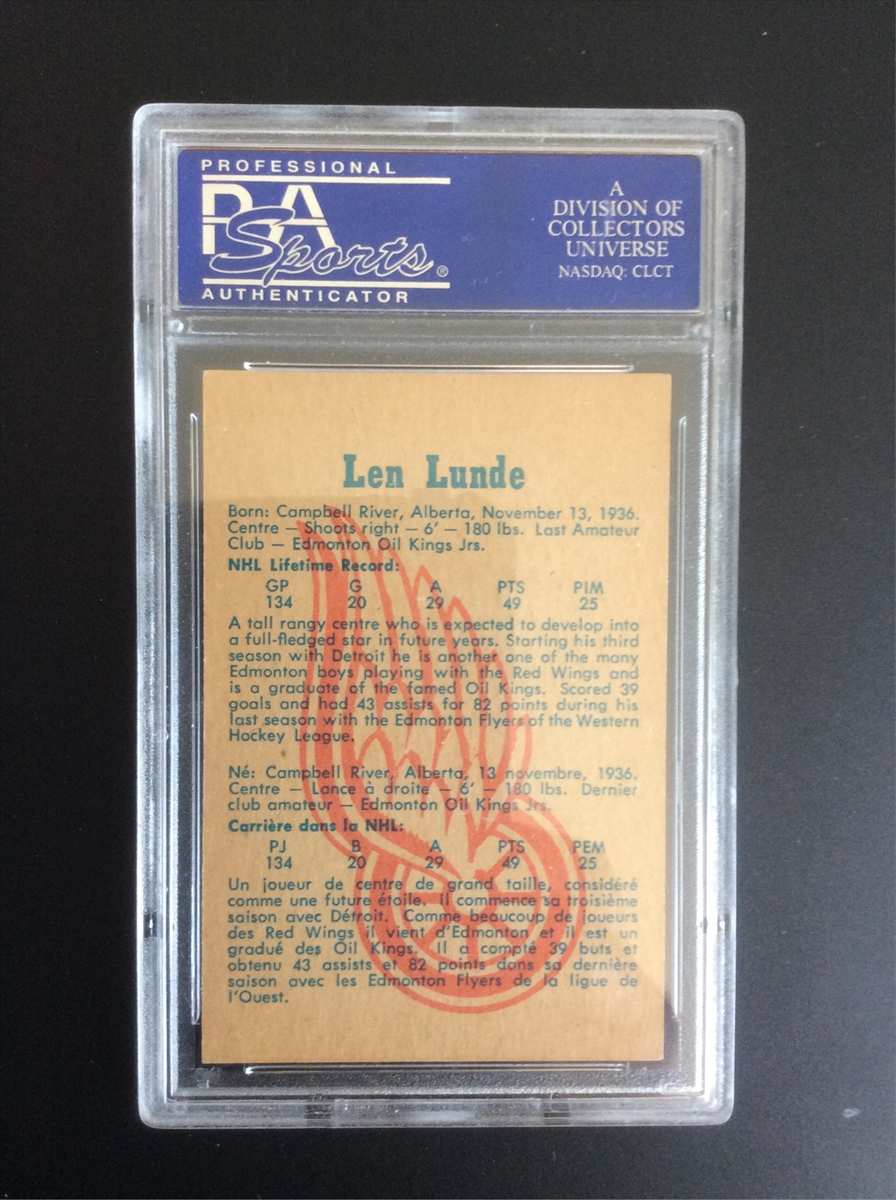 PROFESSIONAL
PSA
Sports®
AUTHENTICATOR
A
DIVISION OF
COLLECTORS
UNIVERSE
NASDAQ: CLCT
Len Lunde
Born: Campbell River, Alberta, November 13, 1936.
Centre — Shoots right — 6' — 180 lbs. Last Amateur
Club — Edmonton Oil Kings Jrs.
NHL Lifetime Record:
GP G A PTS PIM
134 20 29 49 25
A tall rangy centre who is expected to develop into
a full-fledged star in future years. Starting his third
season with Detroit he is another one of the many
Edmonton boys playing with the Red Wings and
is a graduate of the famed Oil Kings. Scored 39
goals and had 43 assists for 82 points during his
last season with the Edmonton Flyers of the Western
Hockey League.
Né: Campbell River, Alberta, 13 novembre, 1936.
Centre — Lance à droite — 6' — 180 lbs. Dernier
club amateur — Edmonton Oil Kings Jrs.
Carrière dans la NHL:
PJ B A PTS PEM
134 20 29 49 25
Un joueur de centre de grand taille, considéré
comme une future étoile. Il commence sa troisième
saison avec Détroit. Comme beaucoup de joueurs
des Red Wings il vient d'Edmonton et il est un
gradué des Oil Kings. Il a compté 39 buts et
obtenu 43 assists et 82 points dans sa dernière
saison avec les Edmonton Flyers de la ligue de
l'Ouest.